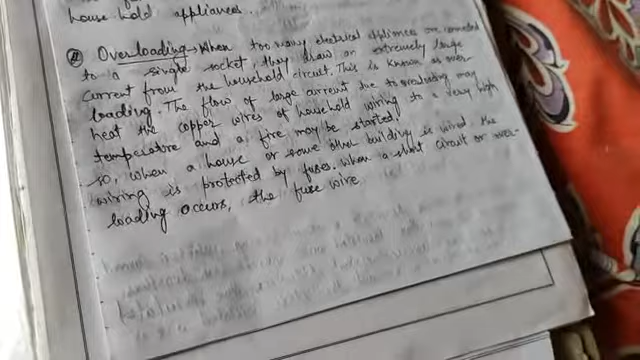 house hold appliances.
Overloading → When too many electrical appliances are connected
to a single socket, they draw an extremely large
current from the household circuit. This is known as over-
loading. The flow of large current due to overloading may
heat the copper wires of household wiring to a very high
temperature and a fire may be started.
so, when a house or some other building is wired, the
wiring is protected by fuses. When a short circuit or over-
loading occurs, the fuse wire